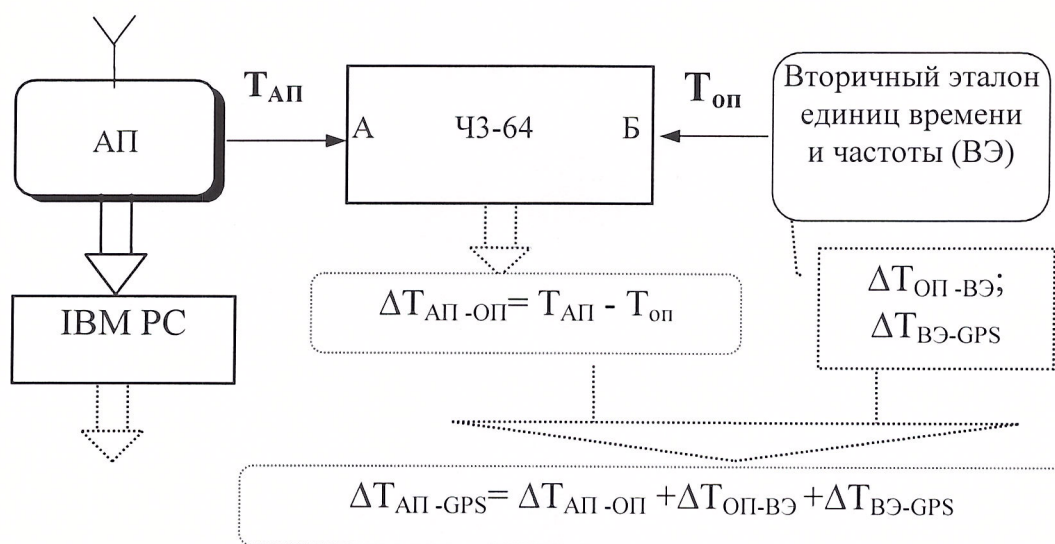 T_АП
T_оп
АП
А Ч3-64 Б
Вторичный эталон
единиц времени
и частоты (ВЭ)
IBM PC
ΔT_АП -ОП= T_АП - T_оп
ΔT_ОП -ВЭ;
ΔT_ВЭ-GPS
ΔT_АП -GPS= ΔT_АП -ОП +ΔT_ОП-ВЭ +ΔT_ВЭ-GPS